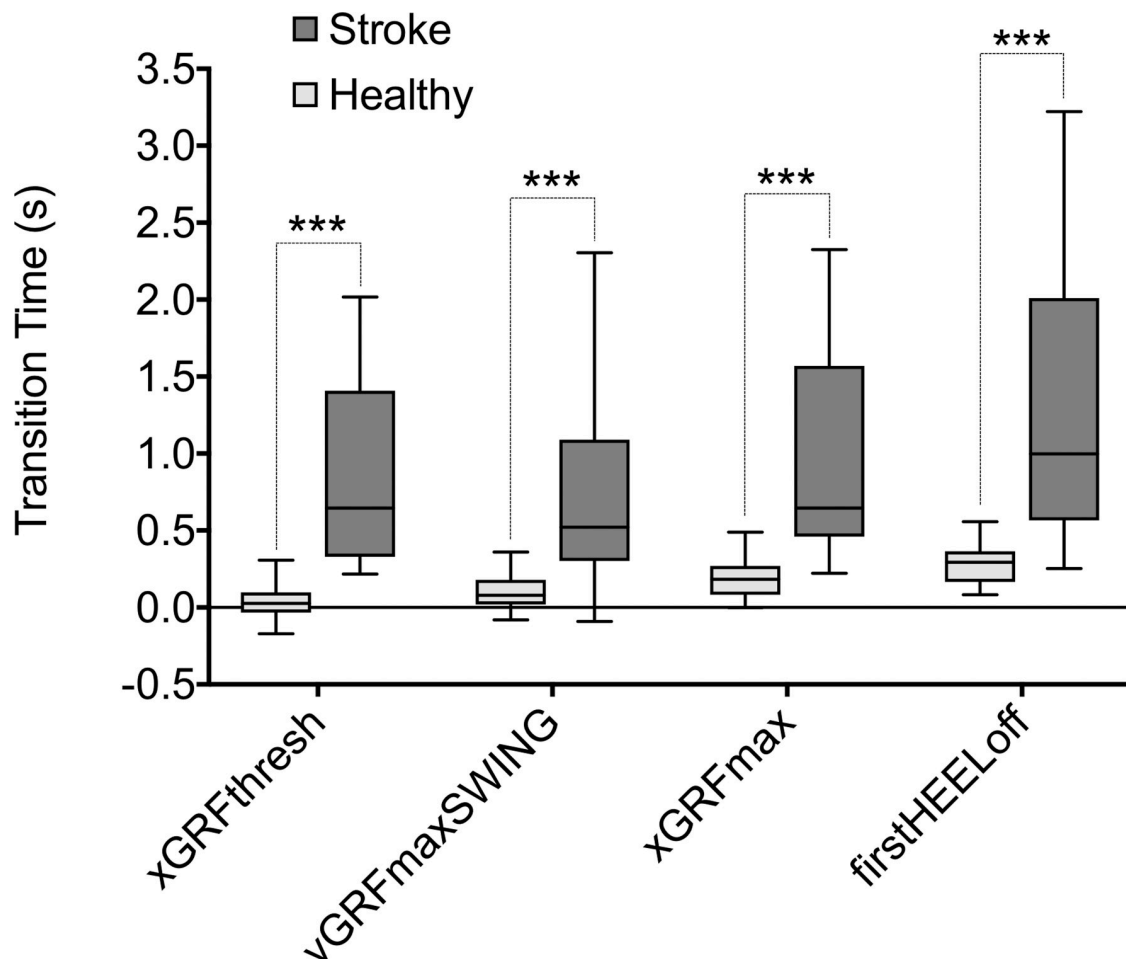 Stroke
Healthy
***
***
***
***
3.5
3.0
2.5
2.0
1.5
1.0
0.5
0.0
-0.5
Transition Time (s)
xGRFthresh
vGRFmaxSWING
xGRFmax
firstHEELoff